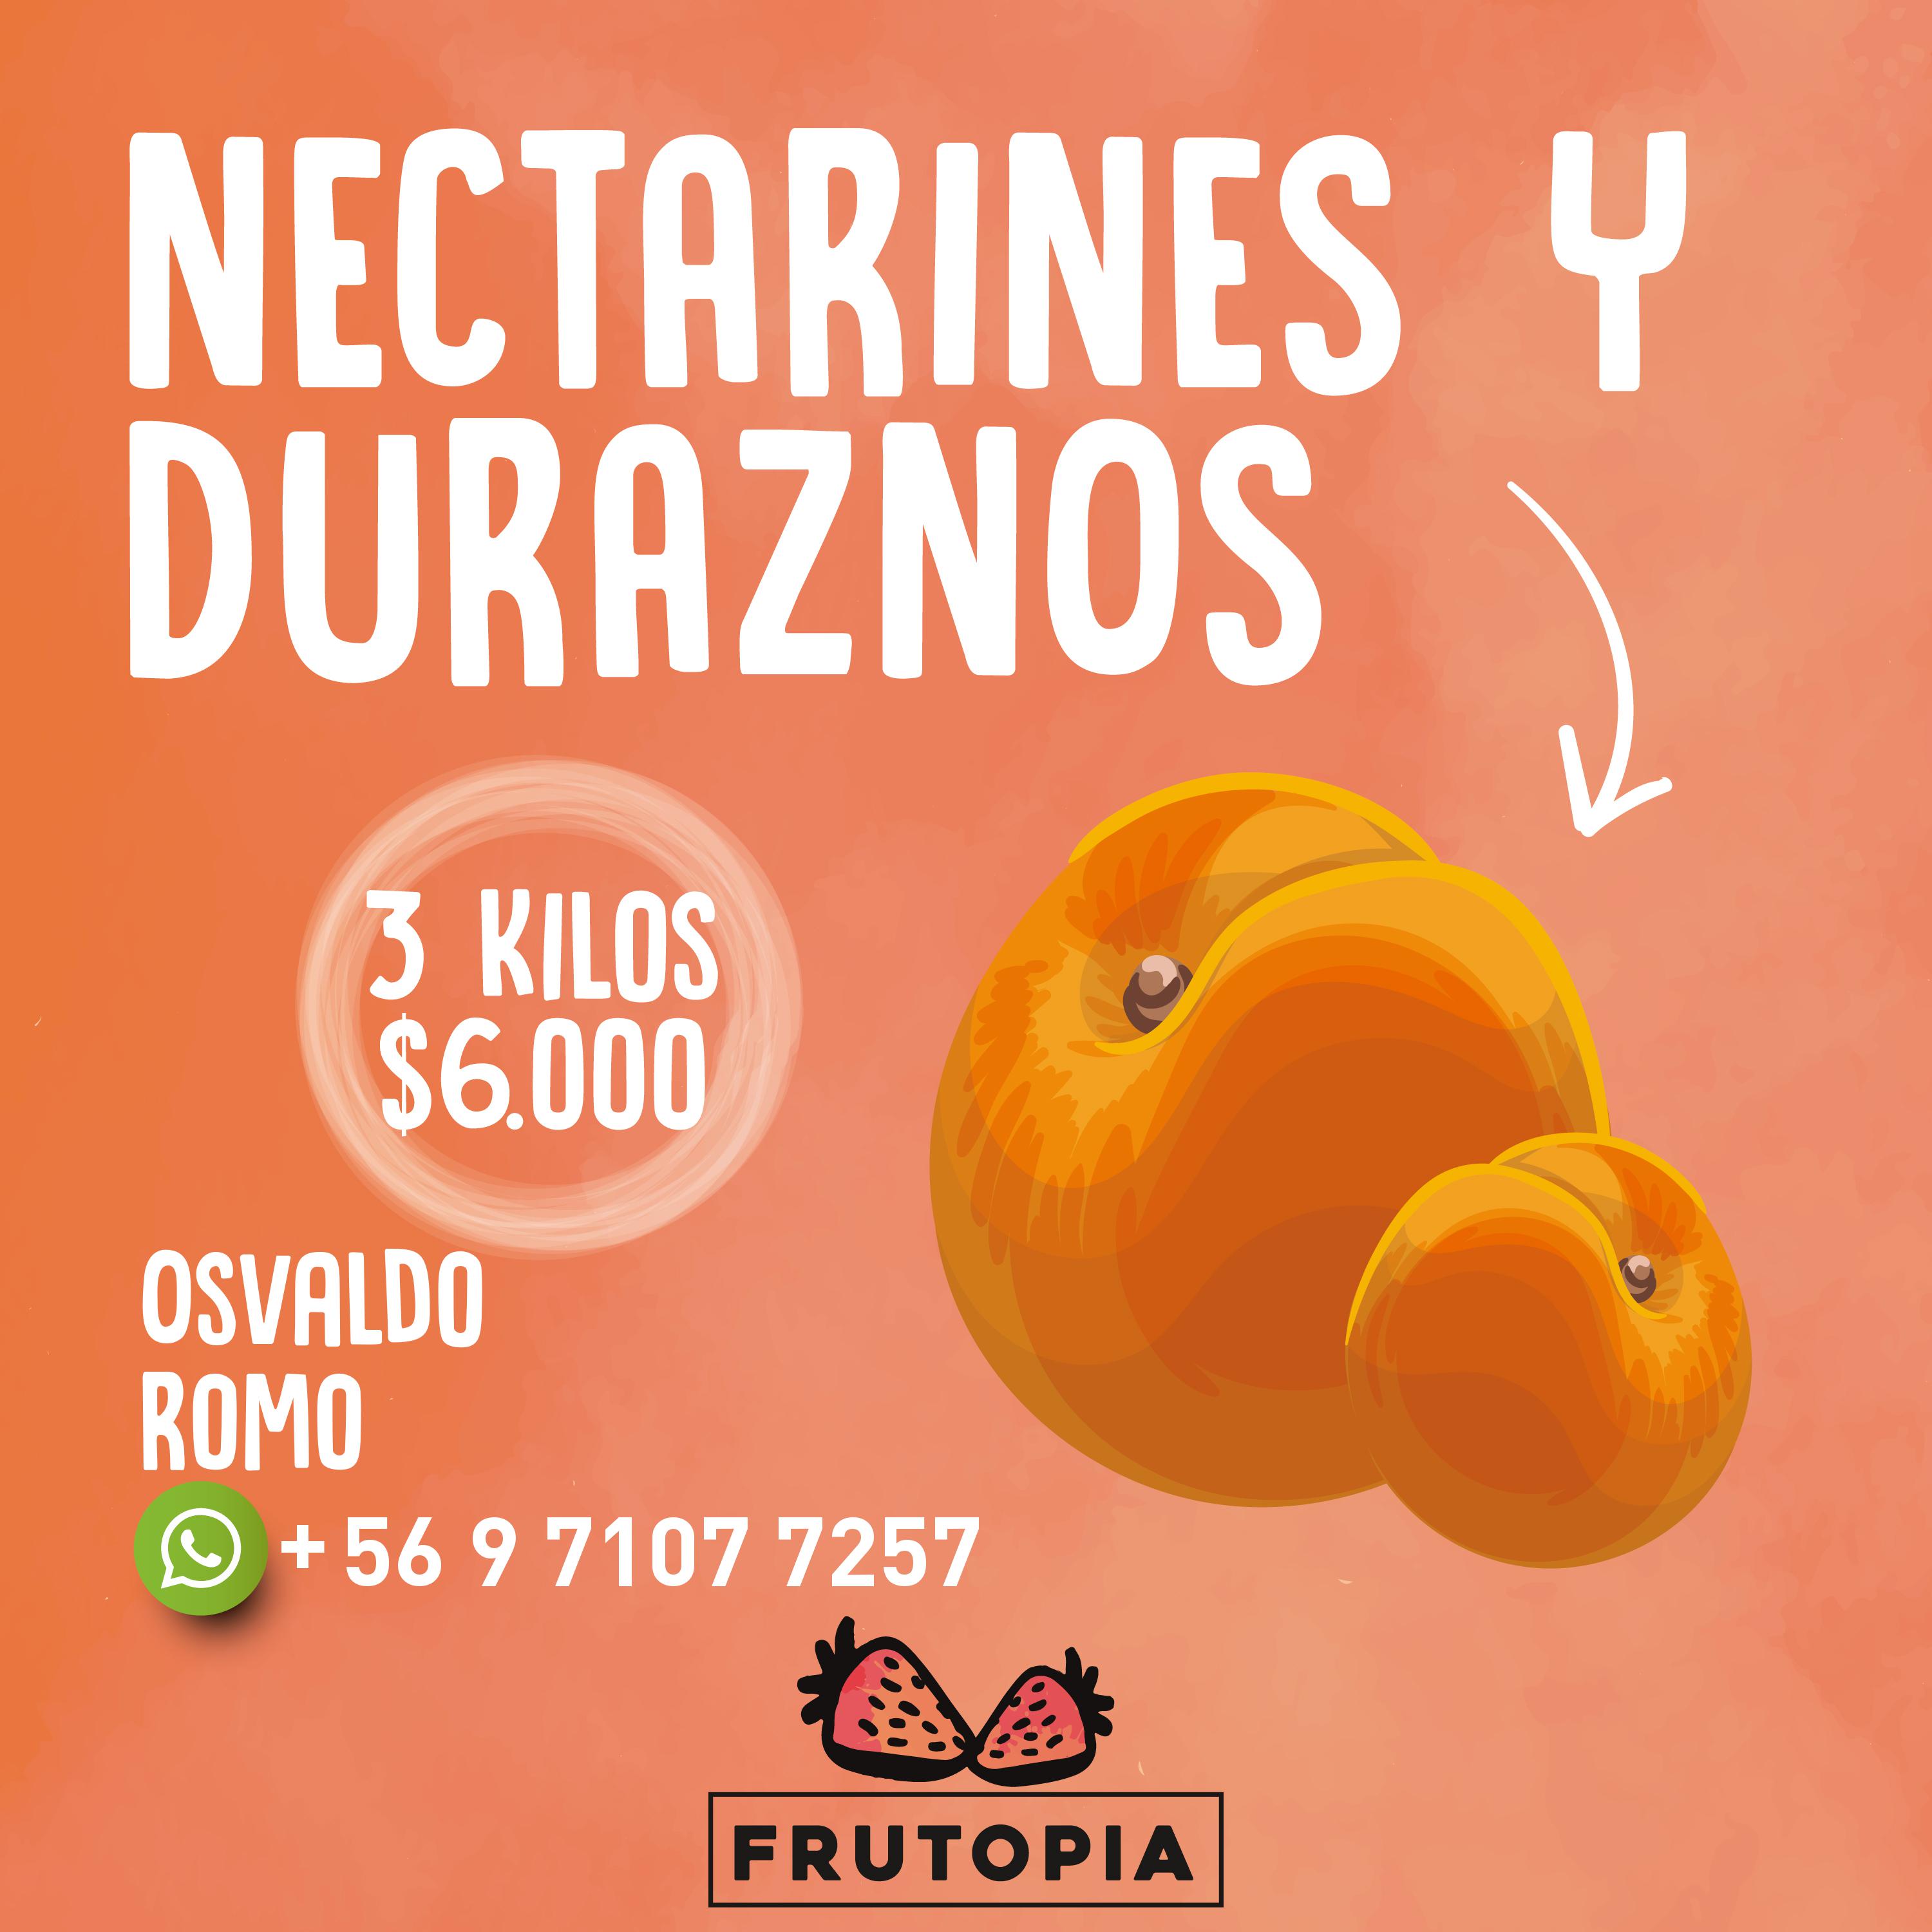 NECTARINES Y
DURAZNOS
3 KILOS
$6.000
OSVALDO
ROMO
+56 9 7107 7257
FRUTOPIA